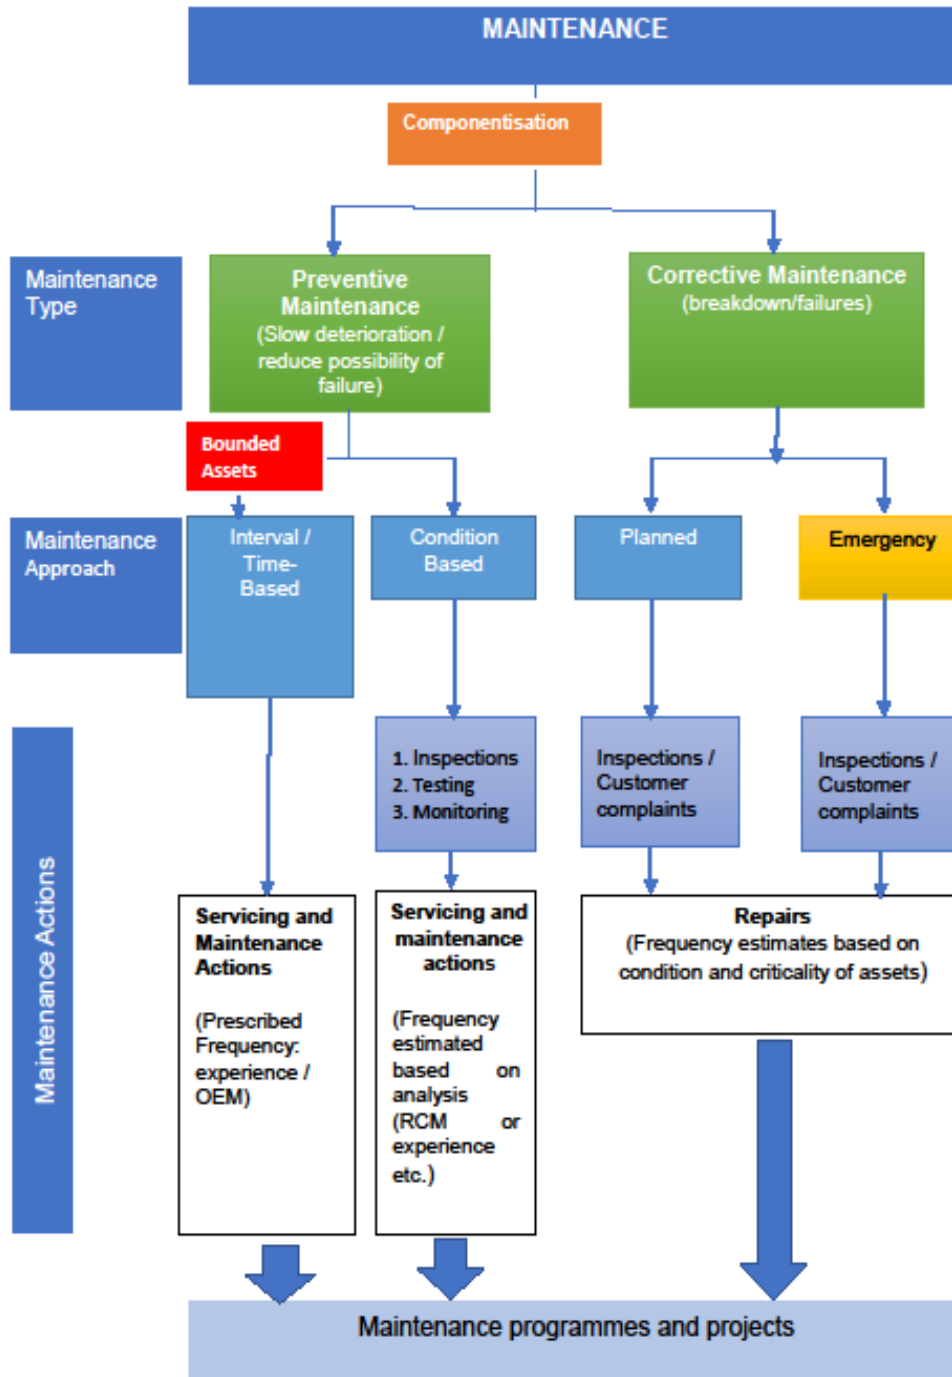 MAINTENANCE
Componentisation
Maintenance
Type
Preventive
Maintenance
(Slow deterioration /
reduce possibility of
failure)
Corrective Maintenance
(breakdown/failures)
Bounded
Assets
Maintenance
Approach
Interval /
Time-
Based
Condition
Based
Planned
Emergency
Maintenance Actions
1. Inspections
2. Testing
3. Monitoring
Inspections /
Customer
complaints
Inspections /
Customer
complaints
Servicing and
Maintenance
Actions
(Prescribed
Frequency:
experience /
OEM)
Servicing and
maintenance
actions
(Frequency
estimated
based on
analysis
(RCM or
experience
etc.)
Repairs
(Frequency estimates based on
condition and criticality of assets)
Maintenance programmes and projects